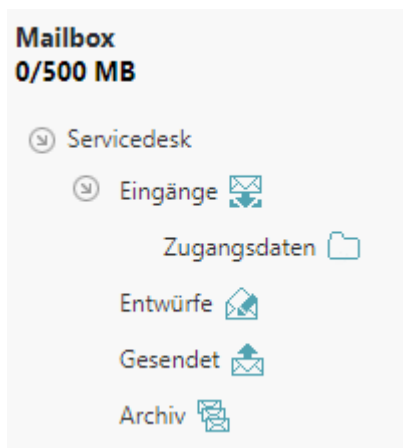 Mailbox
0/500 MB
Servicedesk
Eingänge
Zugangsdaten
Entwürfe
Gesendet
Archiv